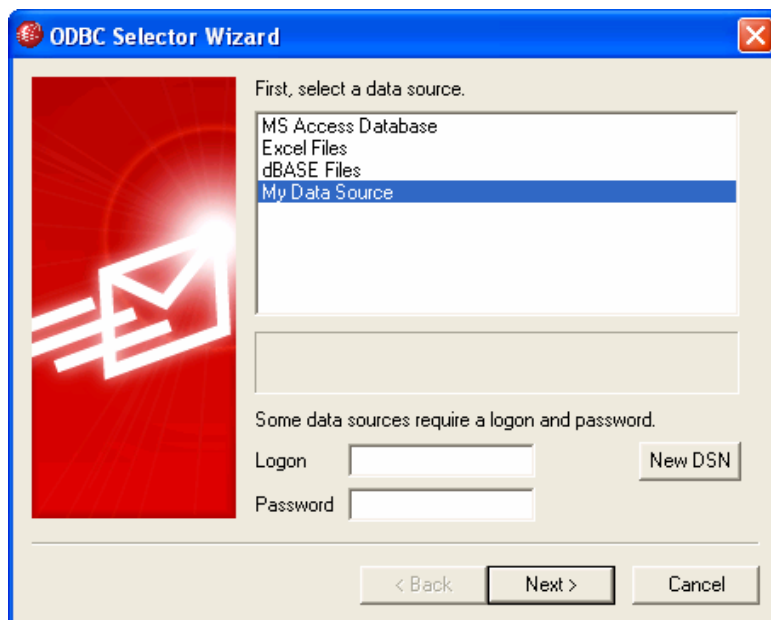 ODBC Selector Wizard
First, select a data source.
MS Access Database
Excel Files
dBASE Files
My Data Source
Some data sources require a logon and password.
Logon
New DSN
Password
< Back
Next >
Cancel